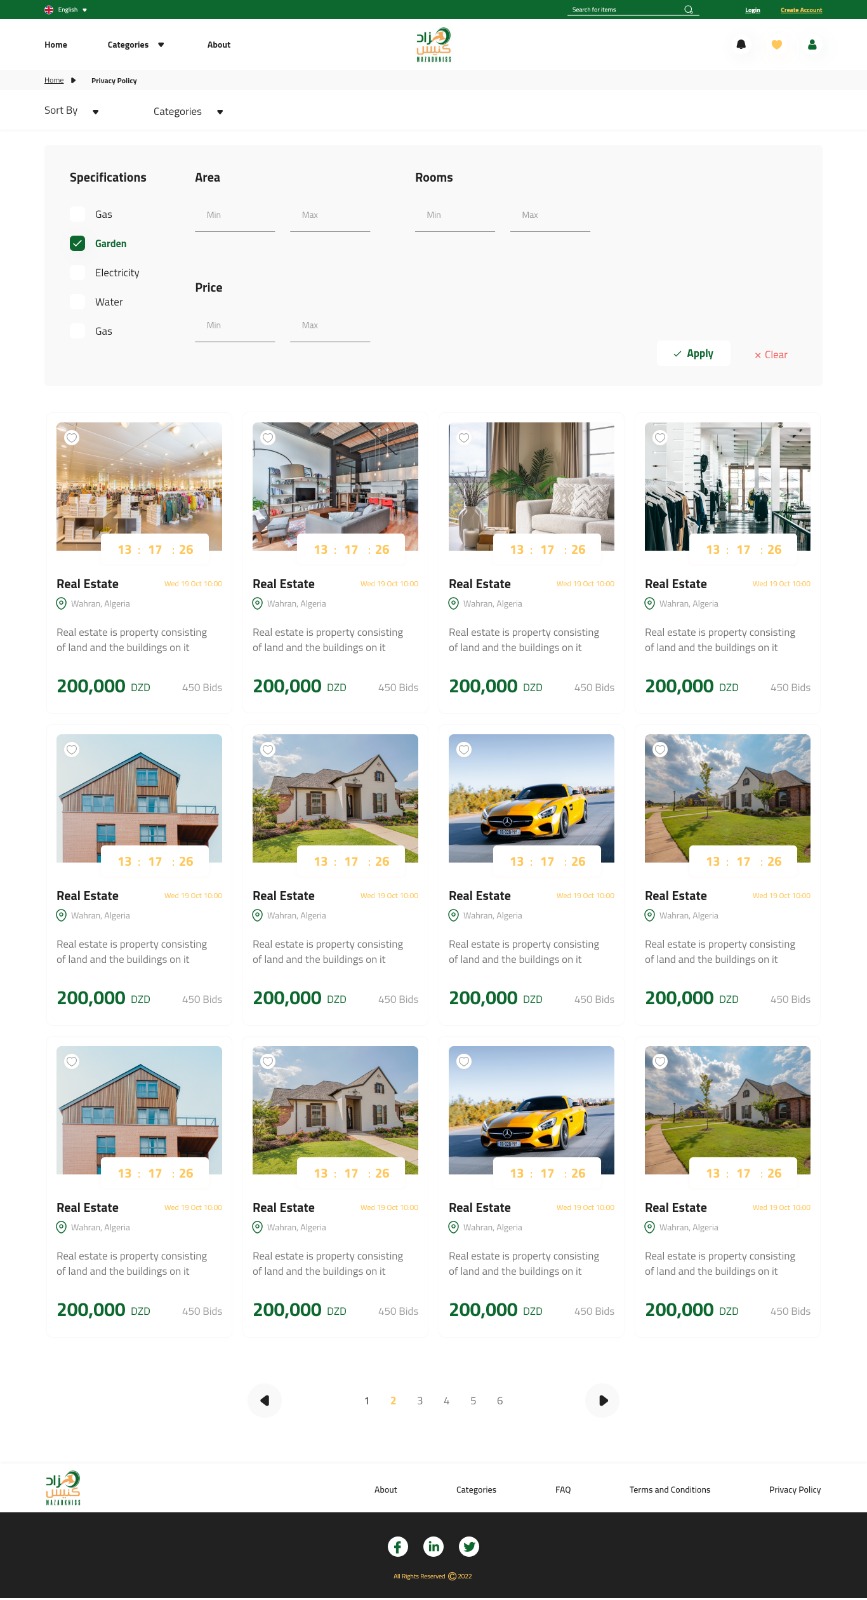 English
Search for items
Login
Create Account
Home
Categories
About
مزاد
كنيس
MAZADKNISS
Home
Privacy Policy
Sort By
Categories
Specifications
Area
Rooms
Gas
Min
Max
Min
Max
Garden
Electricity
Price
Water
Min
Max
Gas
Apply
Clear
13 : 17 : 26
13 : 17 : 26
13 : 17 : 26
13 : 17 : 26
Real Estate Wed 19 Oct 10:00
Real Estate Wed 19 Oct 10:00
Real Estate Wed 19 Oct 10:00
Real Estate Wed 19 Oct 10:00
Wahran, Algeria
Wahran, Algeria
Wahran, Algeria
Wahran, Algeria
Real estate is property consisting
of land and the buildings on it
Real estate is property consisting
of land and the buildings on it
Real estate is property consisting
of land and the buildings on it
Real estate is property consisting
of land and the buildings on it
200,000 DZD 450 Bids
200,000 DZD 450 Bids
200,000 DZD 450 Bids
200,000 DZD 450 Bids
13 : 17 : 26
13 : 17 : 26
13 : 17 : 26
13 : 17 : 26
Real Estate Wed 19 Oct 10:00
Real Estate Wed 19 Oct 10:00
Real Estate Wed 19 Oct 10:00
Real Estate Wed 19 Oct 10:00
Wahran, Algeria
Wahran, Algeria
Wahran, Algeria
Wahran, Algeria
Real estate is property consisting
of land and the buildings on it
Real estate is property consisting
of land and the buildings on it
Real estate is property consisting
of land and the buildings on it
Real estate is property consisting
of land and the buildings on it
200,000 DZD 450 Bids
200,000 DZD 450 Bids
200,000 DZD 450 Bids
200,000 DZD 450 Bids
13 : 17 : 26
13 : 17 : 26
13 : 17 : 26
13 : 17 : 26
Real Estate Wed 19 Oct 10:00
Real Estate Wed 19 Oct 10:00
Real Estate Wed 19 Oct 10:00
Real Estate Wed 19 Oct 10:00
Wahran, Algeria
Wahran, Algeria
Wahran, Algeria
Wahran, Algeria
Real estate is property consisting
of land and the buildings on it
Real estate is property consisting
of land and the buildings on it
Real estate is property consisting
of land and the buildings on it
Real estate is property consisting
of land and the buildings on it
200,000 DZD 450 Bids
200,000 DZD 450 Bids
200,000 DZD 450 Bids
200,000 DZD 450 Bids
1 2 3 4 5 6
مزاد
كنيس
MAZADKNISS
About
Categories
FAQ
Terms and Conditions
Privacy Policy
All Rights Reserved © 2022